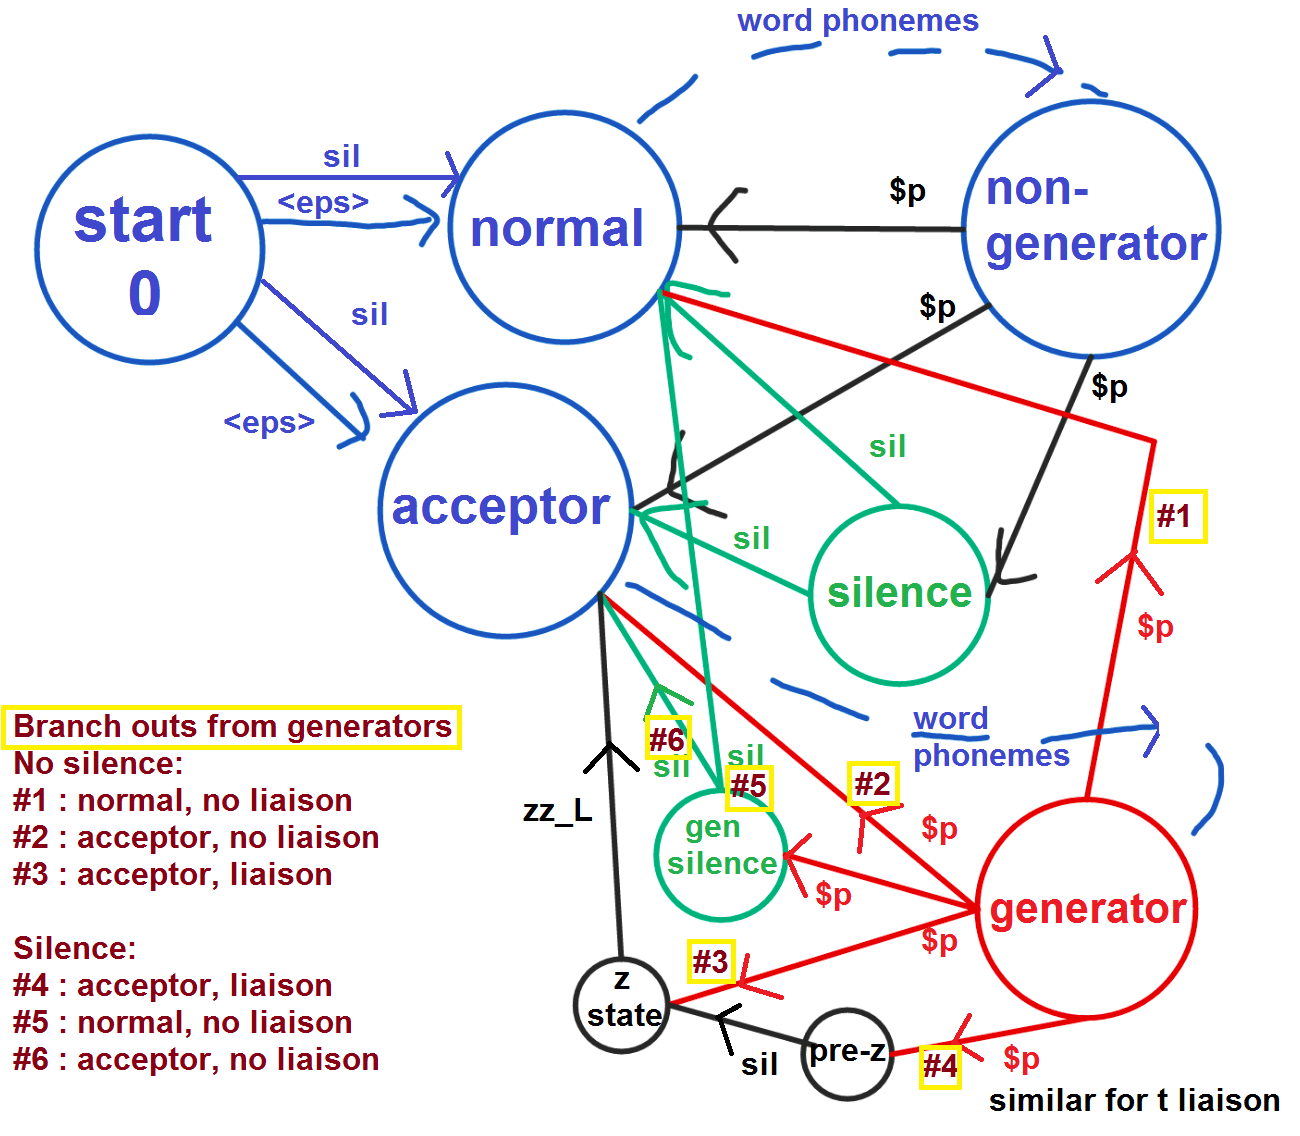 word phonemes
sil
<eps>
start
0
normal
$p
non-
generator
sil
$p
<eps>
$p
acceptor
sil
#1
sil
silence
$p
Branch outs from generators
No silence:
#1 : normal, no liaison
#2 : acceptor, no liaison
#3 : acceptor, liaison
Silence:
#4 : acceptor, liaison
#5 : normal, no liaison
#6 : acceptor, no liaison
word
phonemes
#6
sil
sil
#5
#2
zz_L
gen
silence
$p
$p
generator
$p
#3
z
state
pre-z
sil
#4
$p
similar for t liaison